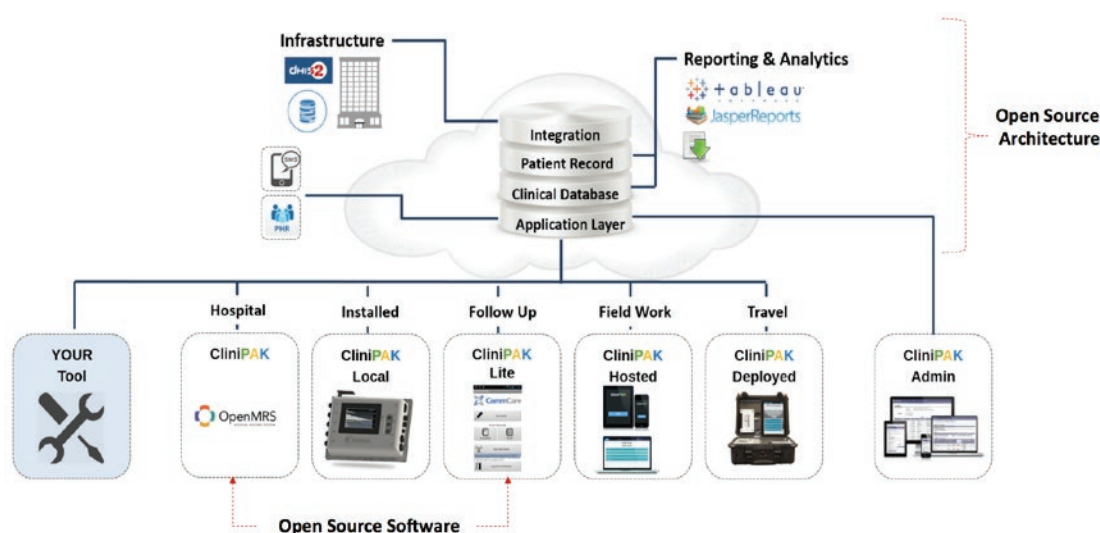 Infrastructure
dhis2
Reporting & Analytics
+ a b l e a u
SOFTWARE
JasperReports
Open Source
Architecture
Integration
Patient Record
Clinical Database
Application Layer
SMS
PHR
Hospital
Installed
Follow Up
Field Work
Travel
YOUR
Tool
CliniPAK
OpenMRS
CliniPAK
Local
CliniPAK
Lite
CommCare
CliniPAK
Hosted
CliniPAK
Deployed
CliniPAK
Admin
Open Source Software